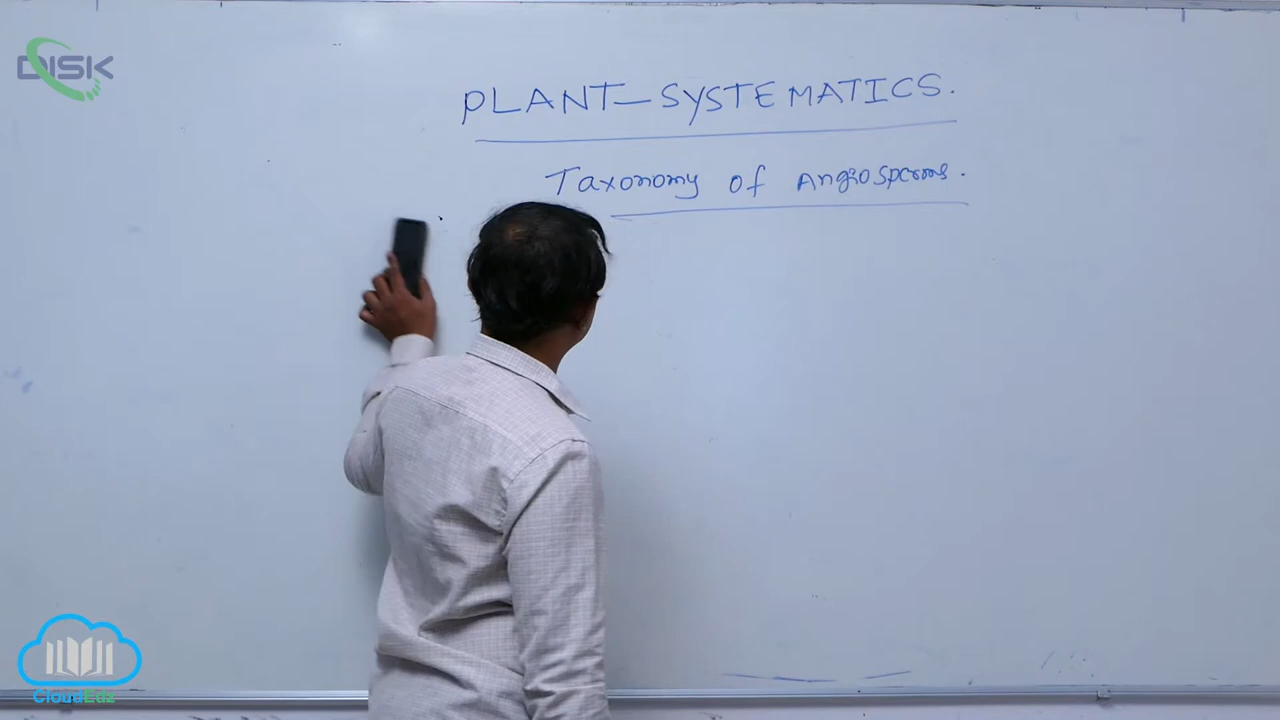 DISK
PLANT-SYSTEMATICS.
Taxonomy of Angiosperms.
CloudEdz